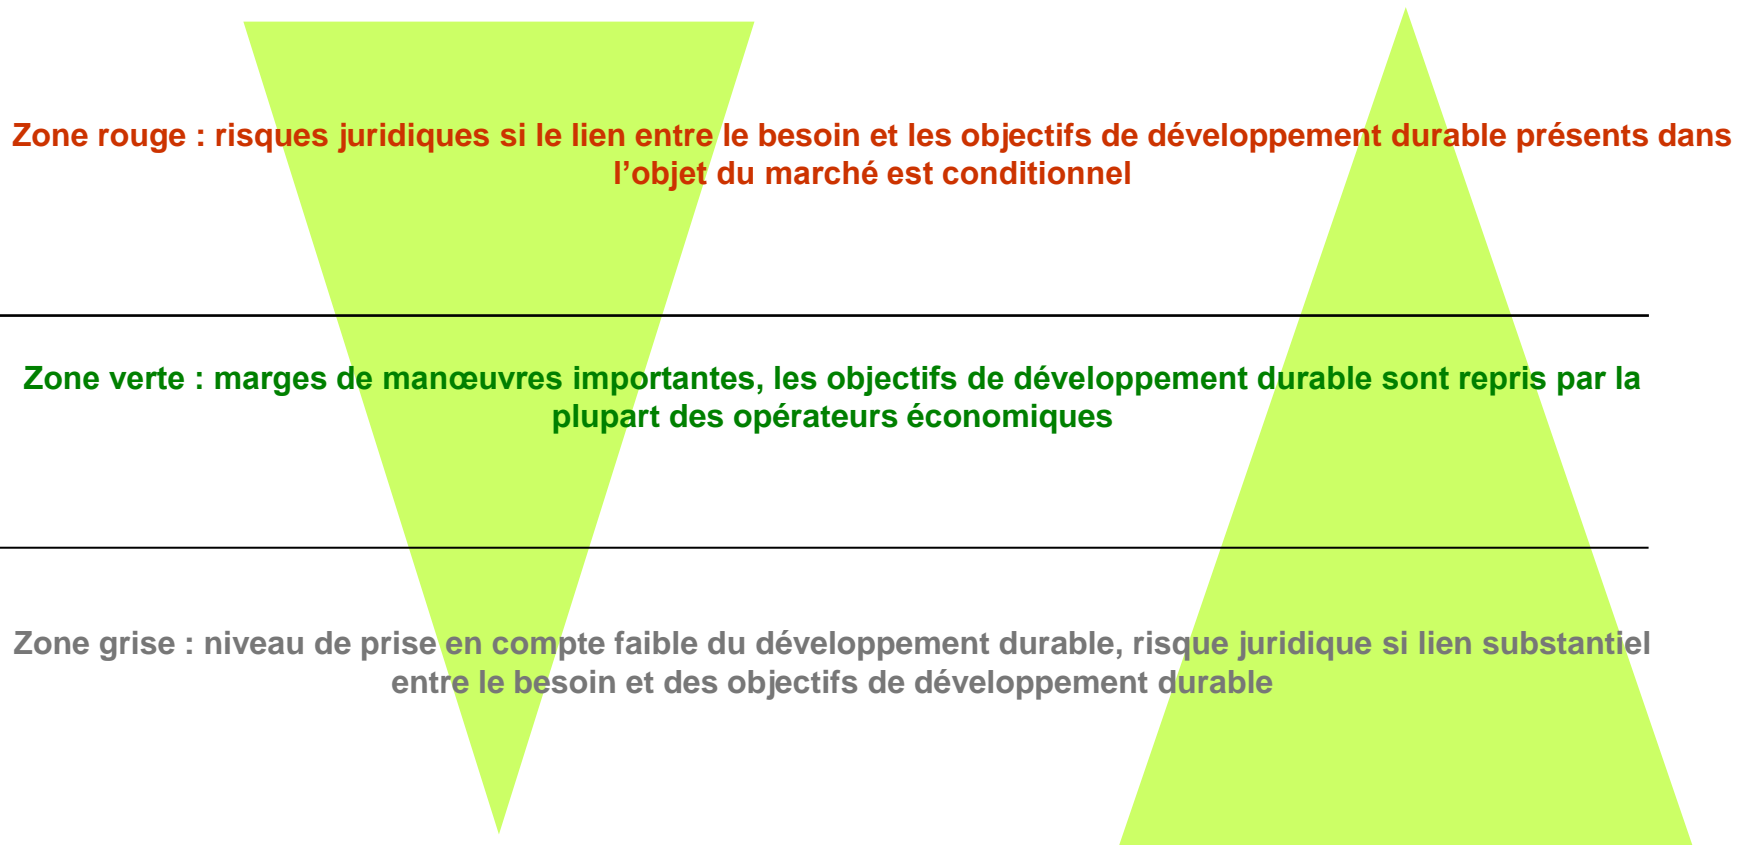 Zone rouge : risques juridiques si le lien entre le besoin et les objectifs de développement durable présents dans
l’objet du marché est conditionnel
Zone verte : marges de manœuvres importantes, les objectifs de développement durable sont repris par la
plupart des opérateurs économiques
Zone grise : niveau de prise en compte faible du développement durable, risque juridique si lien substantiel
entre le besoin et des objectifs de développement durable